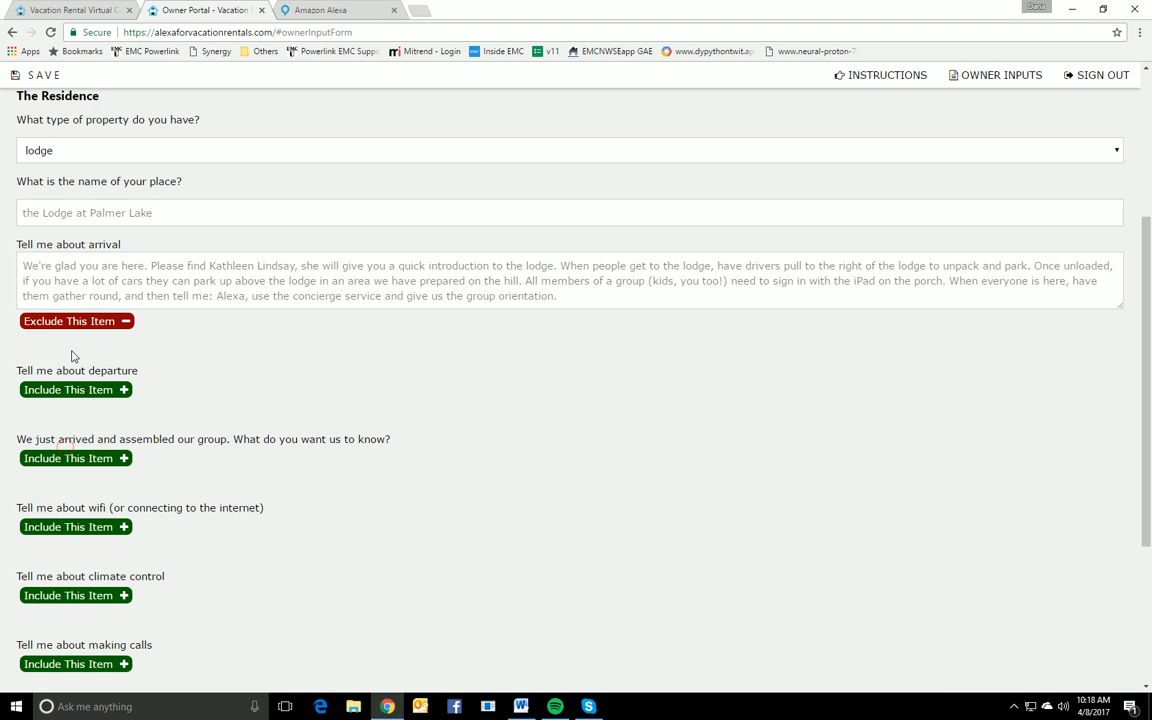 Vacation Rental Virtual C
Owner Portal - Vacation
Amazon Alexa
Dana
Secure
https://alexaforvacationrentals.com/#ownerInputForm
Apps
Bookmarks
EMC Powerlink
Synergy
Others
Powerlink EMC Suppo
Mitrend - Login
Inside EMC
v11
EMCNWSEapp GAE
www.dypythontwit.ap
www.neural-proton-7
SAVE
INSTRUCTIONS
OWNER INPUTS
SIGN OUT
The Residence
What type of property do you have?
lodge
What is the name of your place?
the Lodge at Palmer Lake
Tell me about arrival
We're glad you are here. Please find Kathleen Lindsay, she will give you a quick introduction to the lodge. When people get to the lodge, have drivers pull to the right of the lodge to unpack and park. Once unloaded,
if you have a lot of cars they can park up above the lodge in an area we have prepared on the hill. All members of a group (kids, you too!) need to sign in with the iPad on the porch. When everyone is here, have
them gather round, and then tell me: Alexa, use the concierge service and give us the group orientation.
Exclude This Item
Tell me about departure
Include This Item
We just arrived and assembled our group. What do you want us to know?
Include This Item
Tell me about wifi (or connecting to the internet)
Include This Item
Tell me about climate control
Include This Item
Tell me about making calls
Include This Item
Ask me anything
10:18 AM
4/8/2017